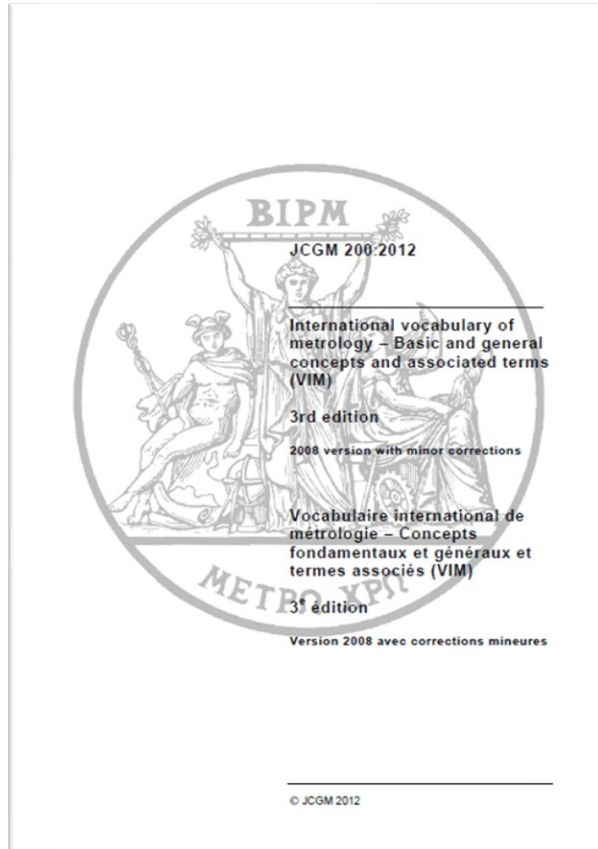 BIPM
JCGM 200:2012
International vocabulary of
metrology – Basic and general
concepts and associated terms
(VIM)
3rd edition
2008 version with minor corrections
Vocabulaire international de
métrologie – Concepts
fondamentaux et généraux et
termes associés (VIM)
ΜΕΤΡΩ ΧΡΩ
3e édition
Version 2008 avec corrections mineures
© JCGM 2012